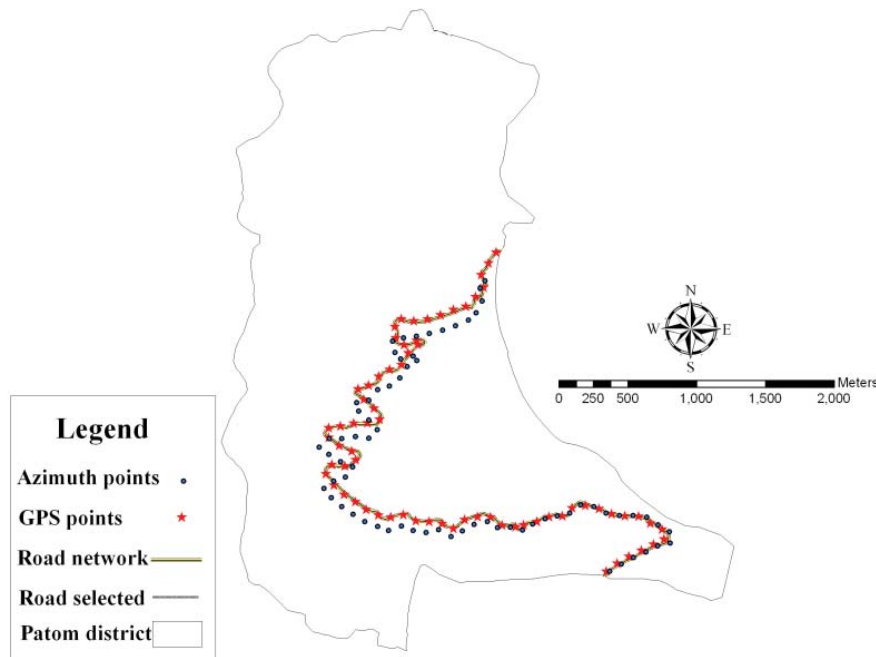 N
W E
S
Meters
0 250 500 1,000 1,500 2,000
Legend
Azimuth points
GPS points
Road network
Road selected
Patom district